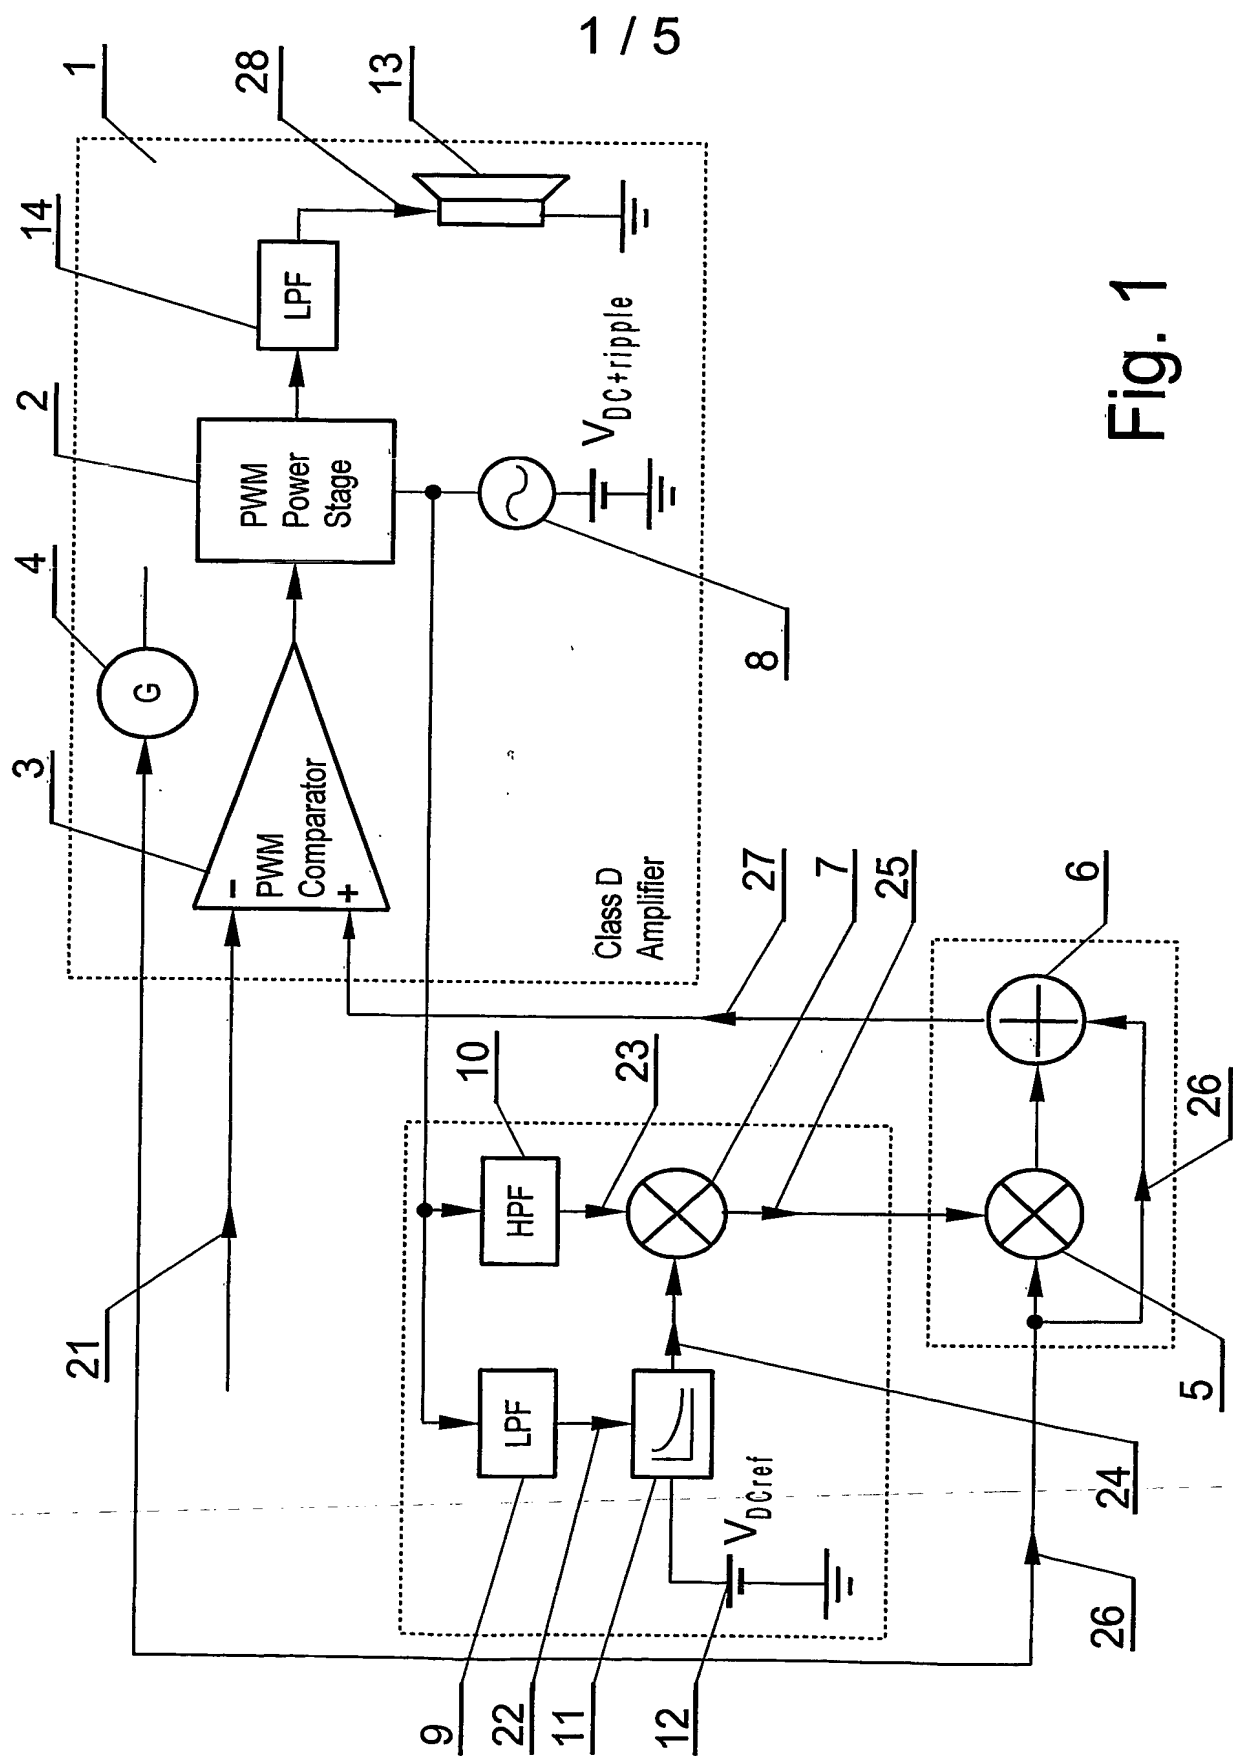 1 / 5
1
28
13
14
LPF
2
PWM
Power
Stage
V DC+ripple
4
G
8
3
PWM
Comparator
−
+
Class D
Amplifier
27
7
25
6
10
HPF
23
26
21
LPF
5
24
V DCref
26
9
22
11
12
Fig. 1